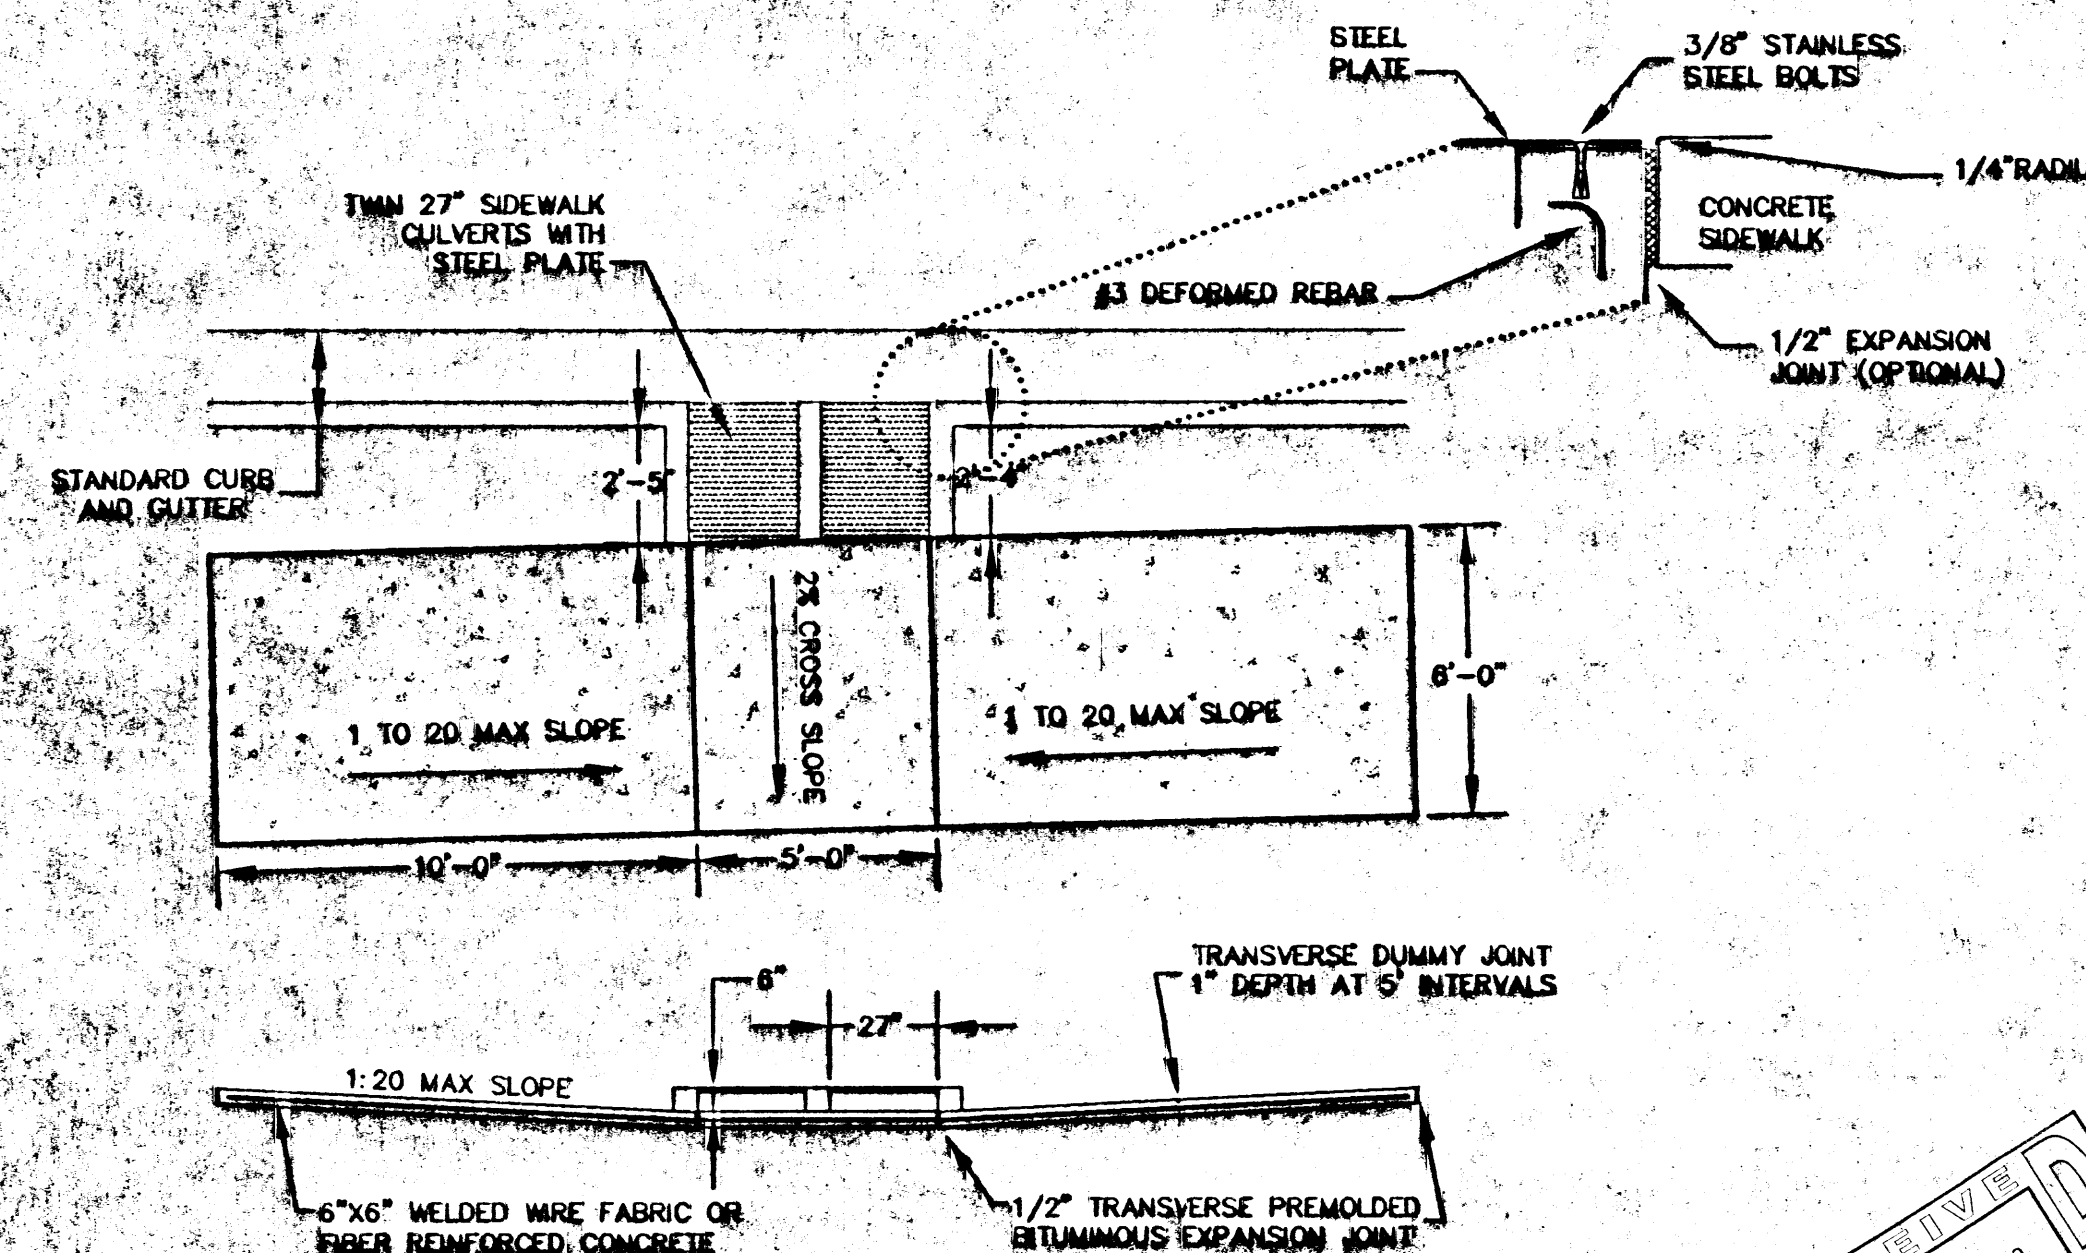 STEEL
PLATE
3/8" STAINLESS
STEEL BOLTS
1/4"RADIU
CONCRETE
SIDEWALK
TWIN 27" SIDEWALK
CULVERTS WITH
STEEL PLATE
#3 DEFORMED REBAR
1/2" EXPANSION
JOINT (OPTIONAL)
STANDARD CURB
AND GUTTER
2'-5"
2'-4"
2% CROSS SLOPE
6'-0"
1 TO 20 MAX SLOPE
1 TO 20 MAX SLOPE
10'-0"
5'-0"
TRANSVERSE DUMMY JOINT
1" DEPTH AT 5' INTERVALS
6"
27"
1:20 MAX SLOPE
6"X6" WELDED WIRE FABRIC OR
FIBER REINFORCED CONCRETE
1/2" TRANSVERSE PREMOLDED
BITUMINOUS EXPANSION JOINT
EIVE
D